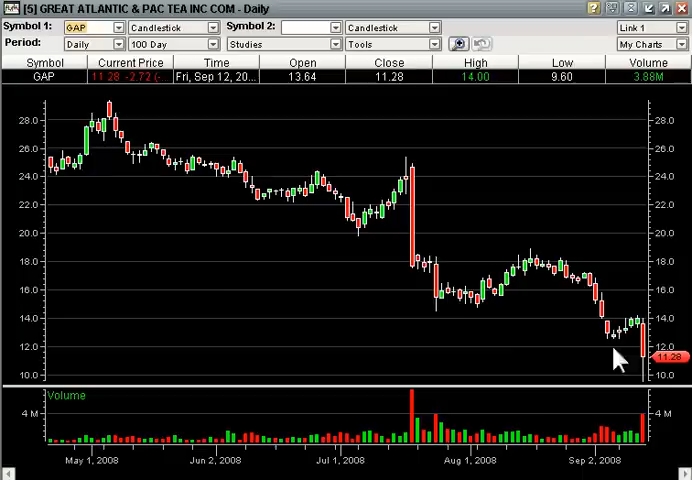 [5] GREAT ATLANTIC & PAC TEA INC COM - Daily
Symbol 1: GAP Candlestick Symbol 2: Candlestick Link 1
Period: Daily 100 Day Studies Tools My Charts
Symbol Current Price Time Open Close High Low Volume
GAP 11.28 -2.72 (-... Fri, Sep 12, 20... 13.64 11.28 14.00 9.60 3.88M
28.0 28.0
26.0 26.0
24.0 24.0
22.0 22.0
20.0 20.0
18.0 18.0
16.0 16.0
14.0 14.0
11.28
10.0 10.0
Volume
4 M 4 M
May 1, 2008 Jun 2, 2008 Jul 1, 2008 Aug 1, 2008 Sep 2, 2008